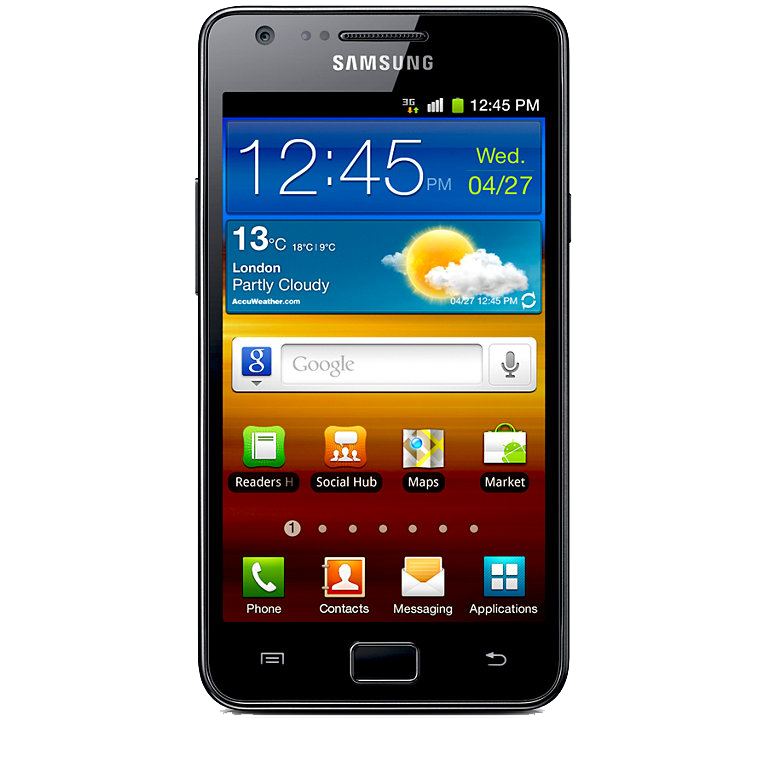 SAMSUNG
3G 12:45 PM
12:45 PM
Wed.
04/27
13°C 18°C | 9°C
London
Partly Cloudy
AccuWeather.com
04/27 12:45 PM
g Google
Readers H Social Hub Maps Market
1
Phone Contacts Messaging Applications